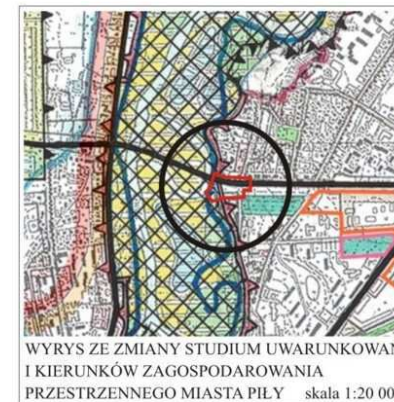 WYRYS ZE ZMIANY STUDIUM UWARUNKOWAŃ
I KIERUNKÓW ZAGOSPODAROWANIA
PRZESTRZENNEGO MIASTA PIŁY skala 1:20 00